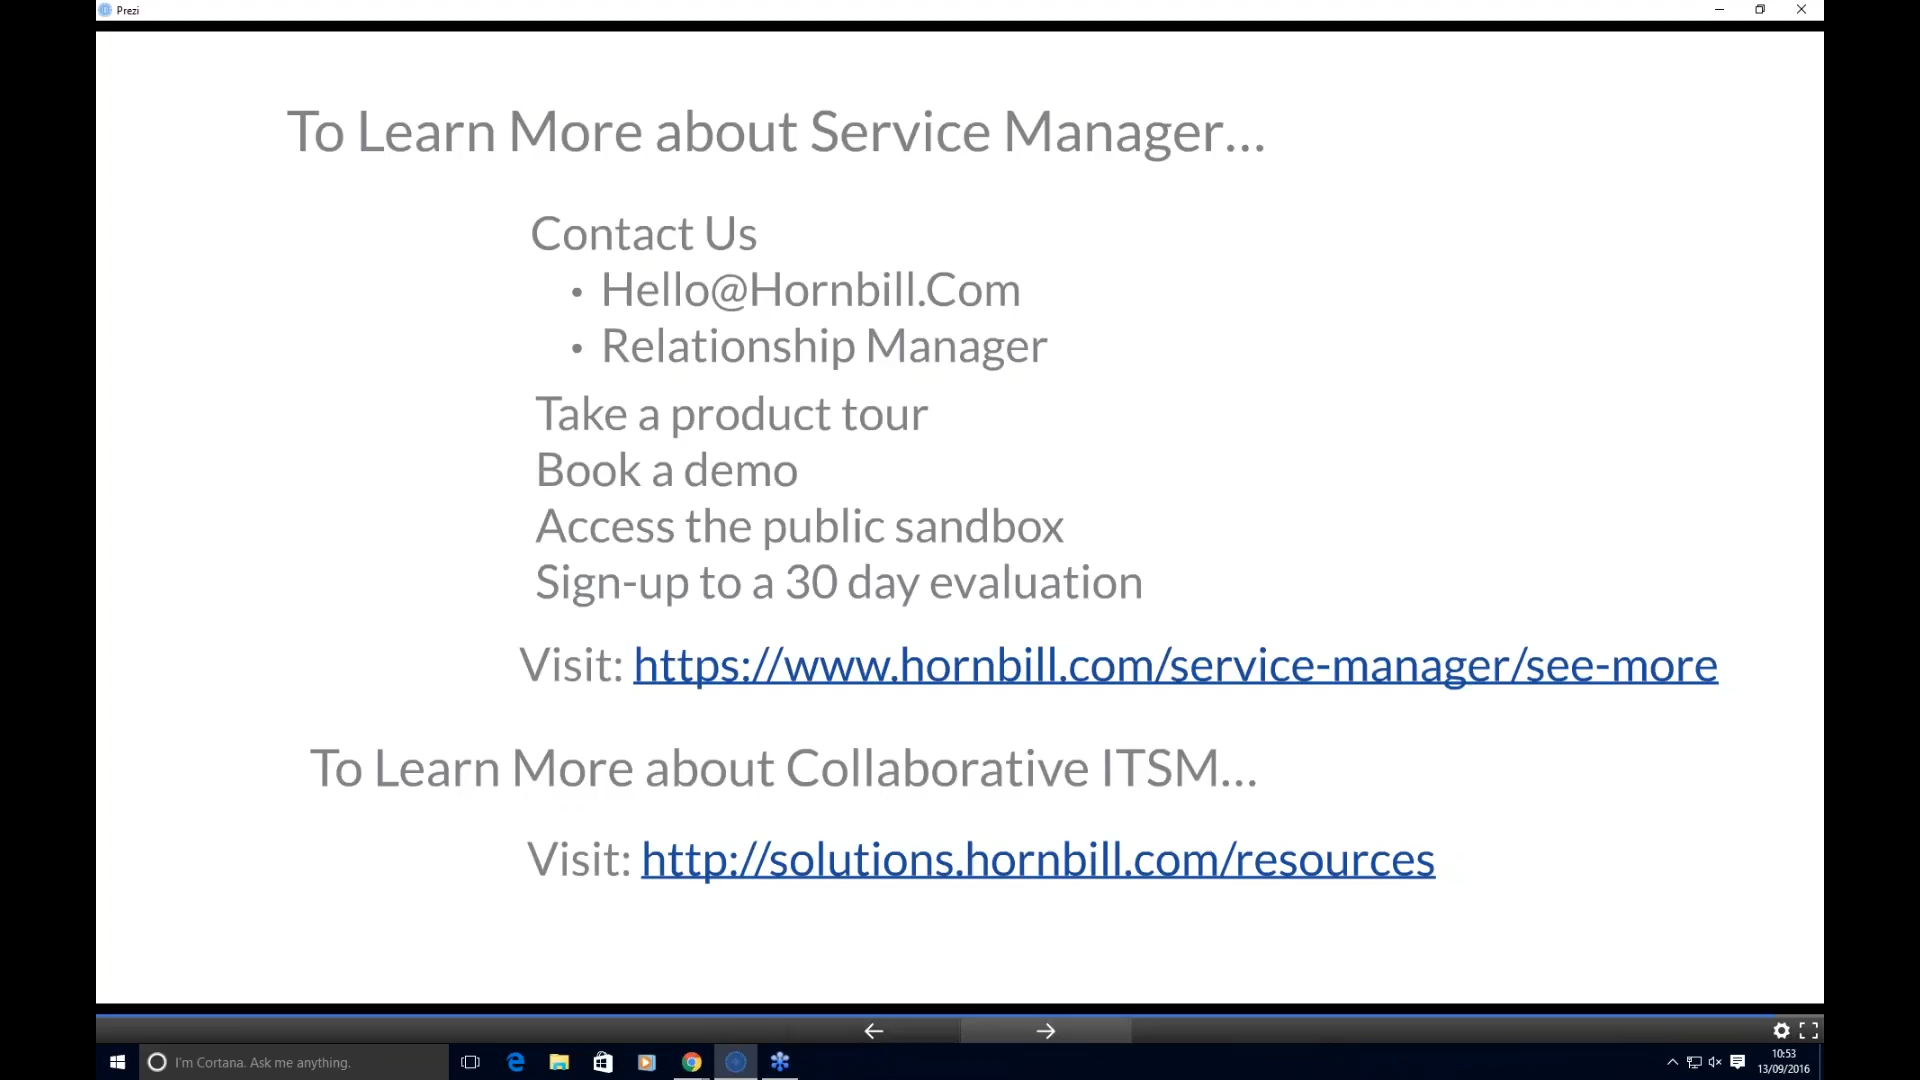 Prezi
To Learn More about Service Manager...
Contact Us
• Hello@Hornbill.Com
• Relationship Manager
Take a product tour
Book a demo
Access the public sandbox
Sign-up to a 30 day evaluation
Visit: https://www.hornbill.com/service-manager/see-more
To Learn More about Collaborative ITSM...
Visit: http://solutions.hornbill.com/resources
I'm Cortana. Ask me anything.
10:53
13/09/2016